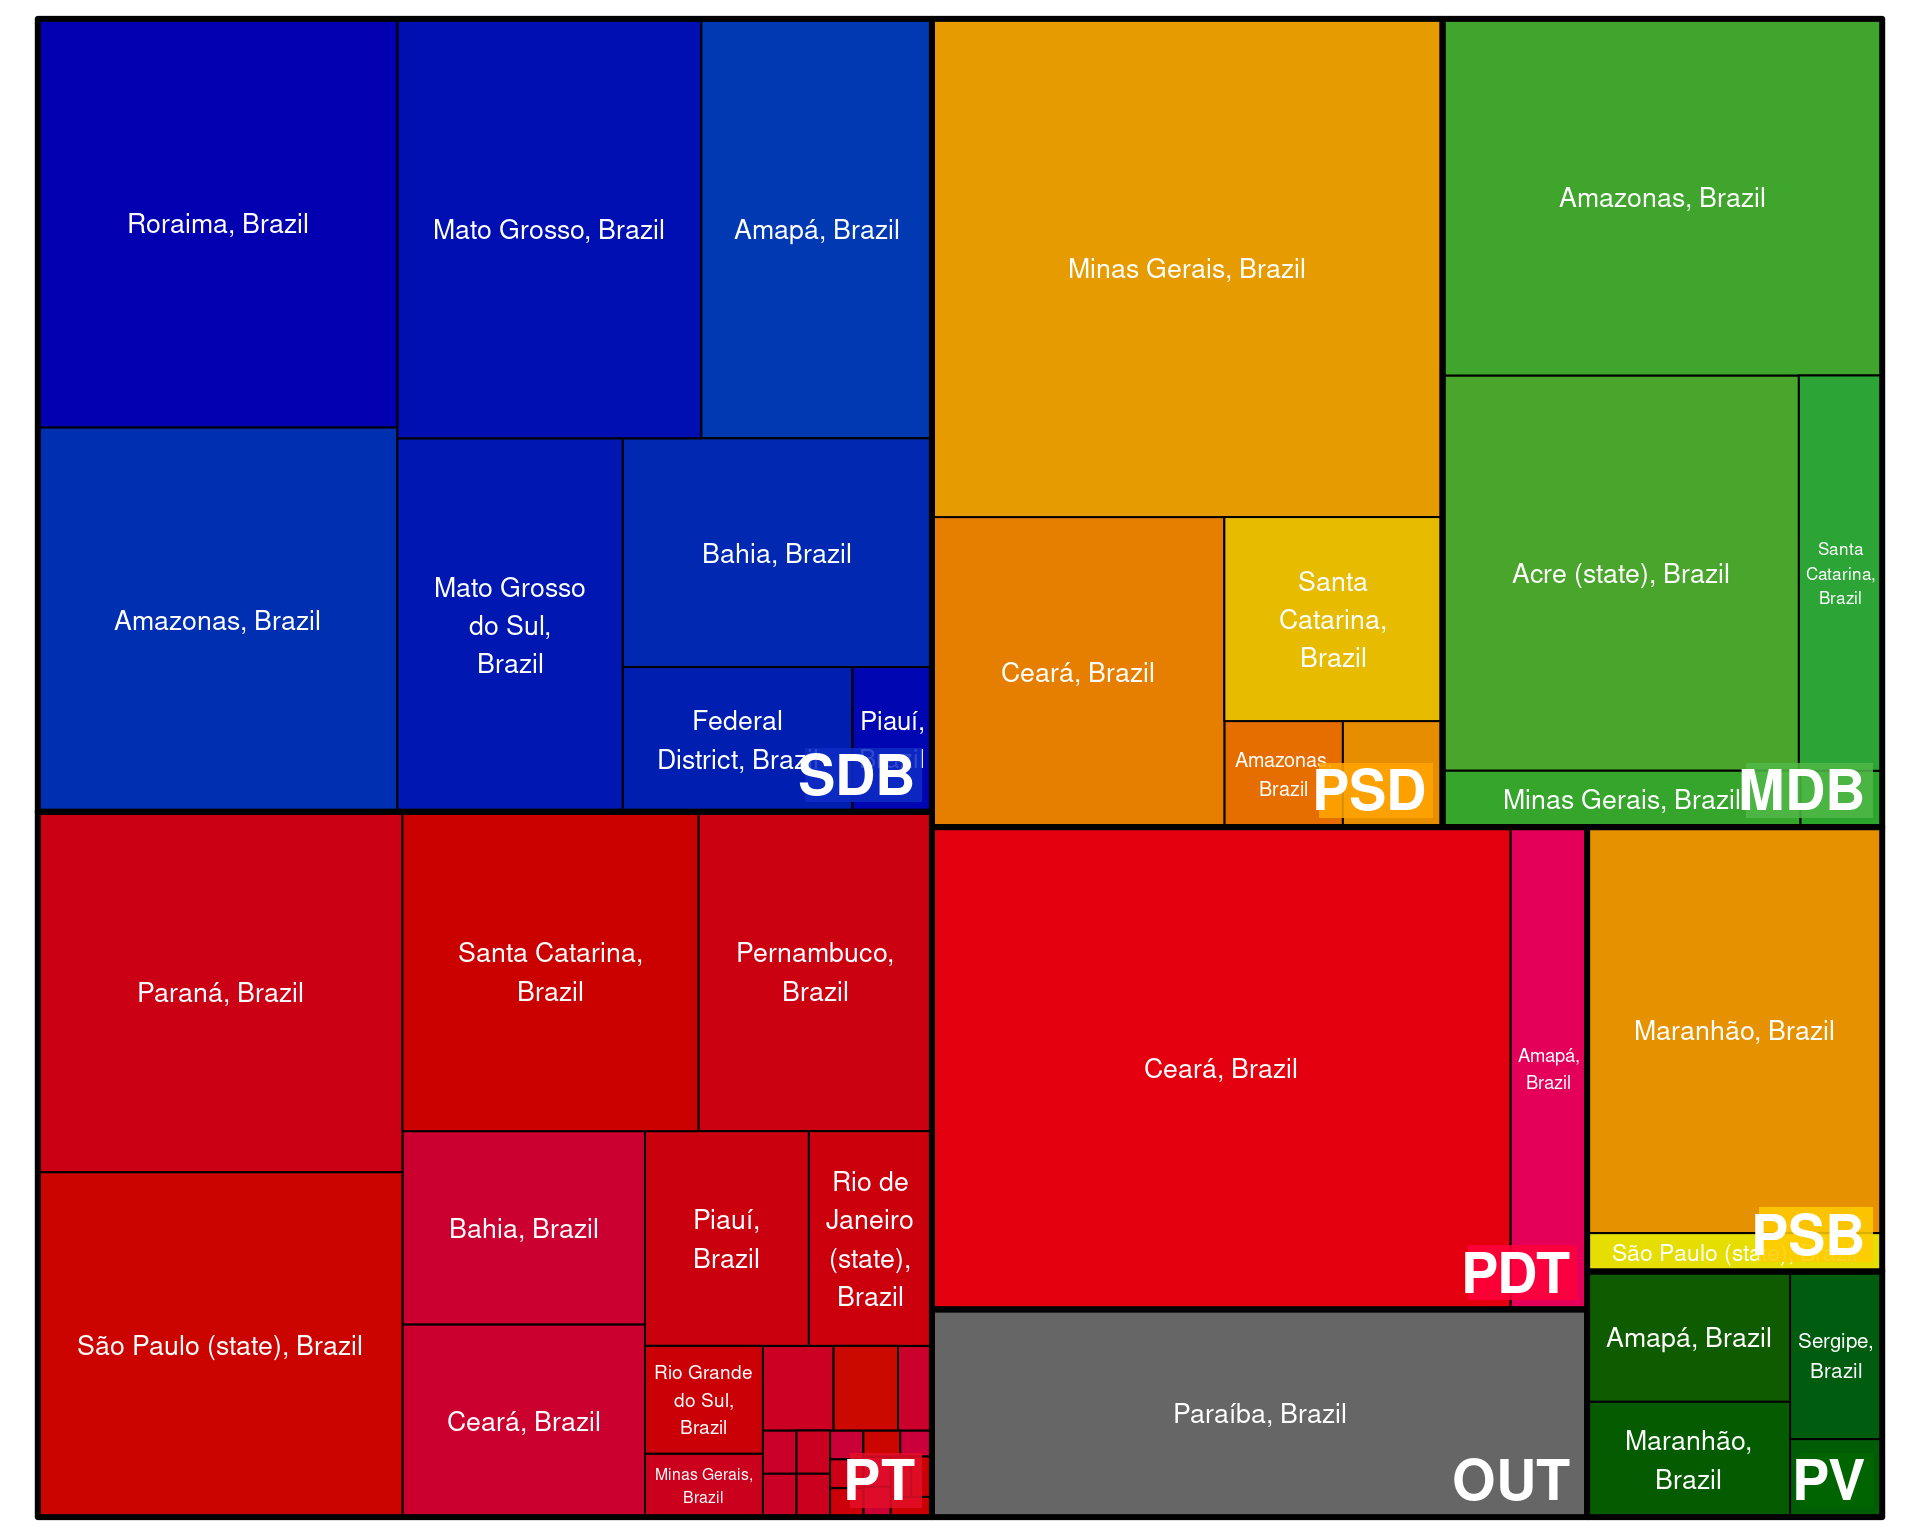 Roraima, Brazil
Mato Grosso, Brazil
Amapá, Brazil
Amazonas, Brazil
Mato Grosso
do Sul,
Brazil
Bahia, Brazil
Federal
District, Brazil
Piauí,
Brazil
SDB
Minas Gerais, Brazil
Ceará, Brazil
Santa
Catarina,
Brazil
Amazonas,
Brazil
PSD
Amazonas, Brazil
Acre (state), Brazil
Santa
Catarina,
Brazil
Minas Gerais, Brazil
MDB
Paraná, Brazil
Santa Catarina,
Brazil
Pernambuco,
Brazil
São Paulo (state), Brazil
Bahia, Brazil
Piauí,
Brazil
Rio de
Janeiro
(state),
Brazil
Ceará, Brazil
Rio Grande
do Sul,
Brazil
Minas Gerais,
Brazil
PT
Ceará, Brazil
Amapá,
Brazil
PDT
Maranhão, Brazil
São Paulo (state),
PSB
Paraíba, Brazil
OUT
Amapá, Brazil
Sergipe,
Brazil
Maranhão,
Brazil
PV